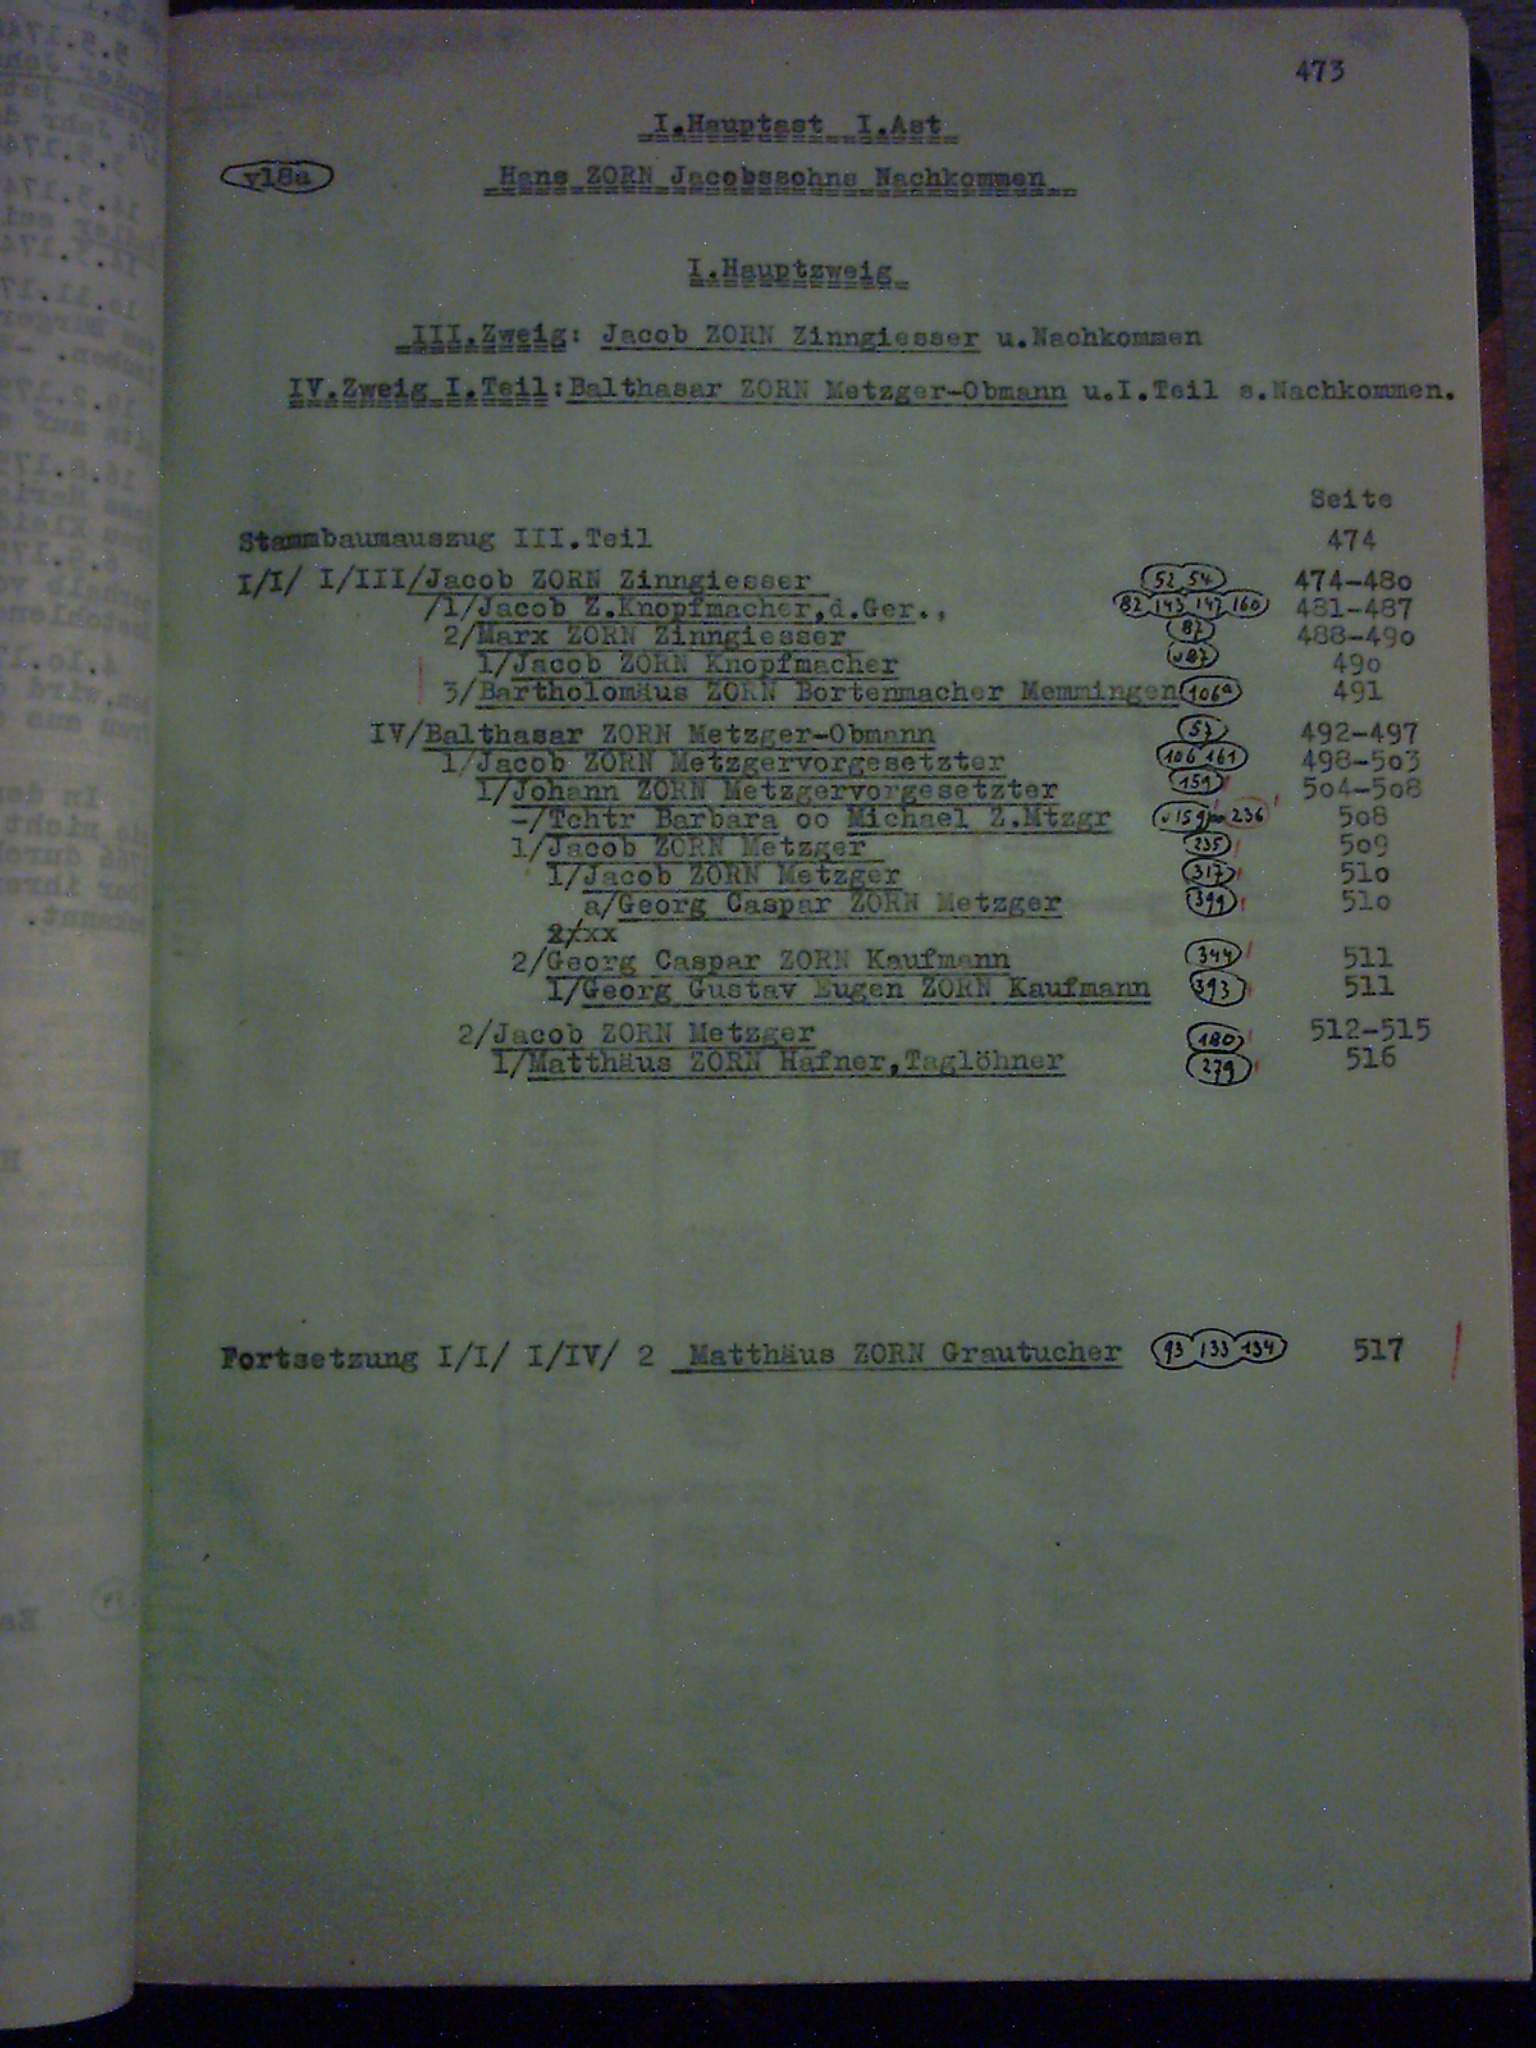 473
I.Hauptast I.Ast
v18a
Hans ZORN Jacobssohns Nachkommen
I.Hauptzweig
III.Zweig: Jacob ZORN Zinngiesser u.Nachkommen
IV.Zweig I.Teil:Balthasar ZORN Metzger-Obmann u.I.Teil s.Nachkommen.
Seite
Stammbaumauszug III.Teil 474
I/I/ I/III/Jacob ZORN Zinngiesser 52 54 474-48o
/1/Jacob Z.Knopfmacher,d.Ger., 82 143 147 160 481-487
2/Marx ZORN Zinngiesser 87 488-49o
1/Jacob ZORN Knopfmacher v87 49o
3/Bartholomäus ZORN Bortenmacher Memmingen 106a 491
IV/Balthasar ZORN Metzger-Obmann 57 492-497
1/Jacob ZORN Metzgervorgesetzter 106 161 498-5o3
1/Johann ZORN Metzgervorgesetzter 159 5o4-5o8
-/Tchtr Barbara oo Michael Z.Mtzgr v159 236 5o8
1/Jacob ZORN Metzger 235 5o9
1/Jacob ZORN Metzger 317 51o
a/Georg Caspar ZORN Metzger 399 51o
2/xx
2/Georg Caspar ZORN Kaufmann 344 511
1/Georg Gustav Eugen ZORN Kaufmann 393 511
2/Jacob ZORN Metzger 180 512-515
1/Matthäus ZORN Hafner,Taglöhner 279 516
Fortsetzung I/I/ I/IV/ 2 Matthäus ZORN Grautucher 93 133 134 517